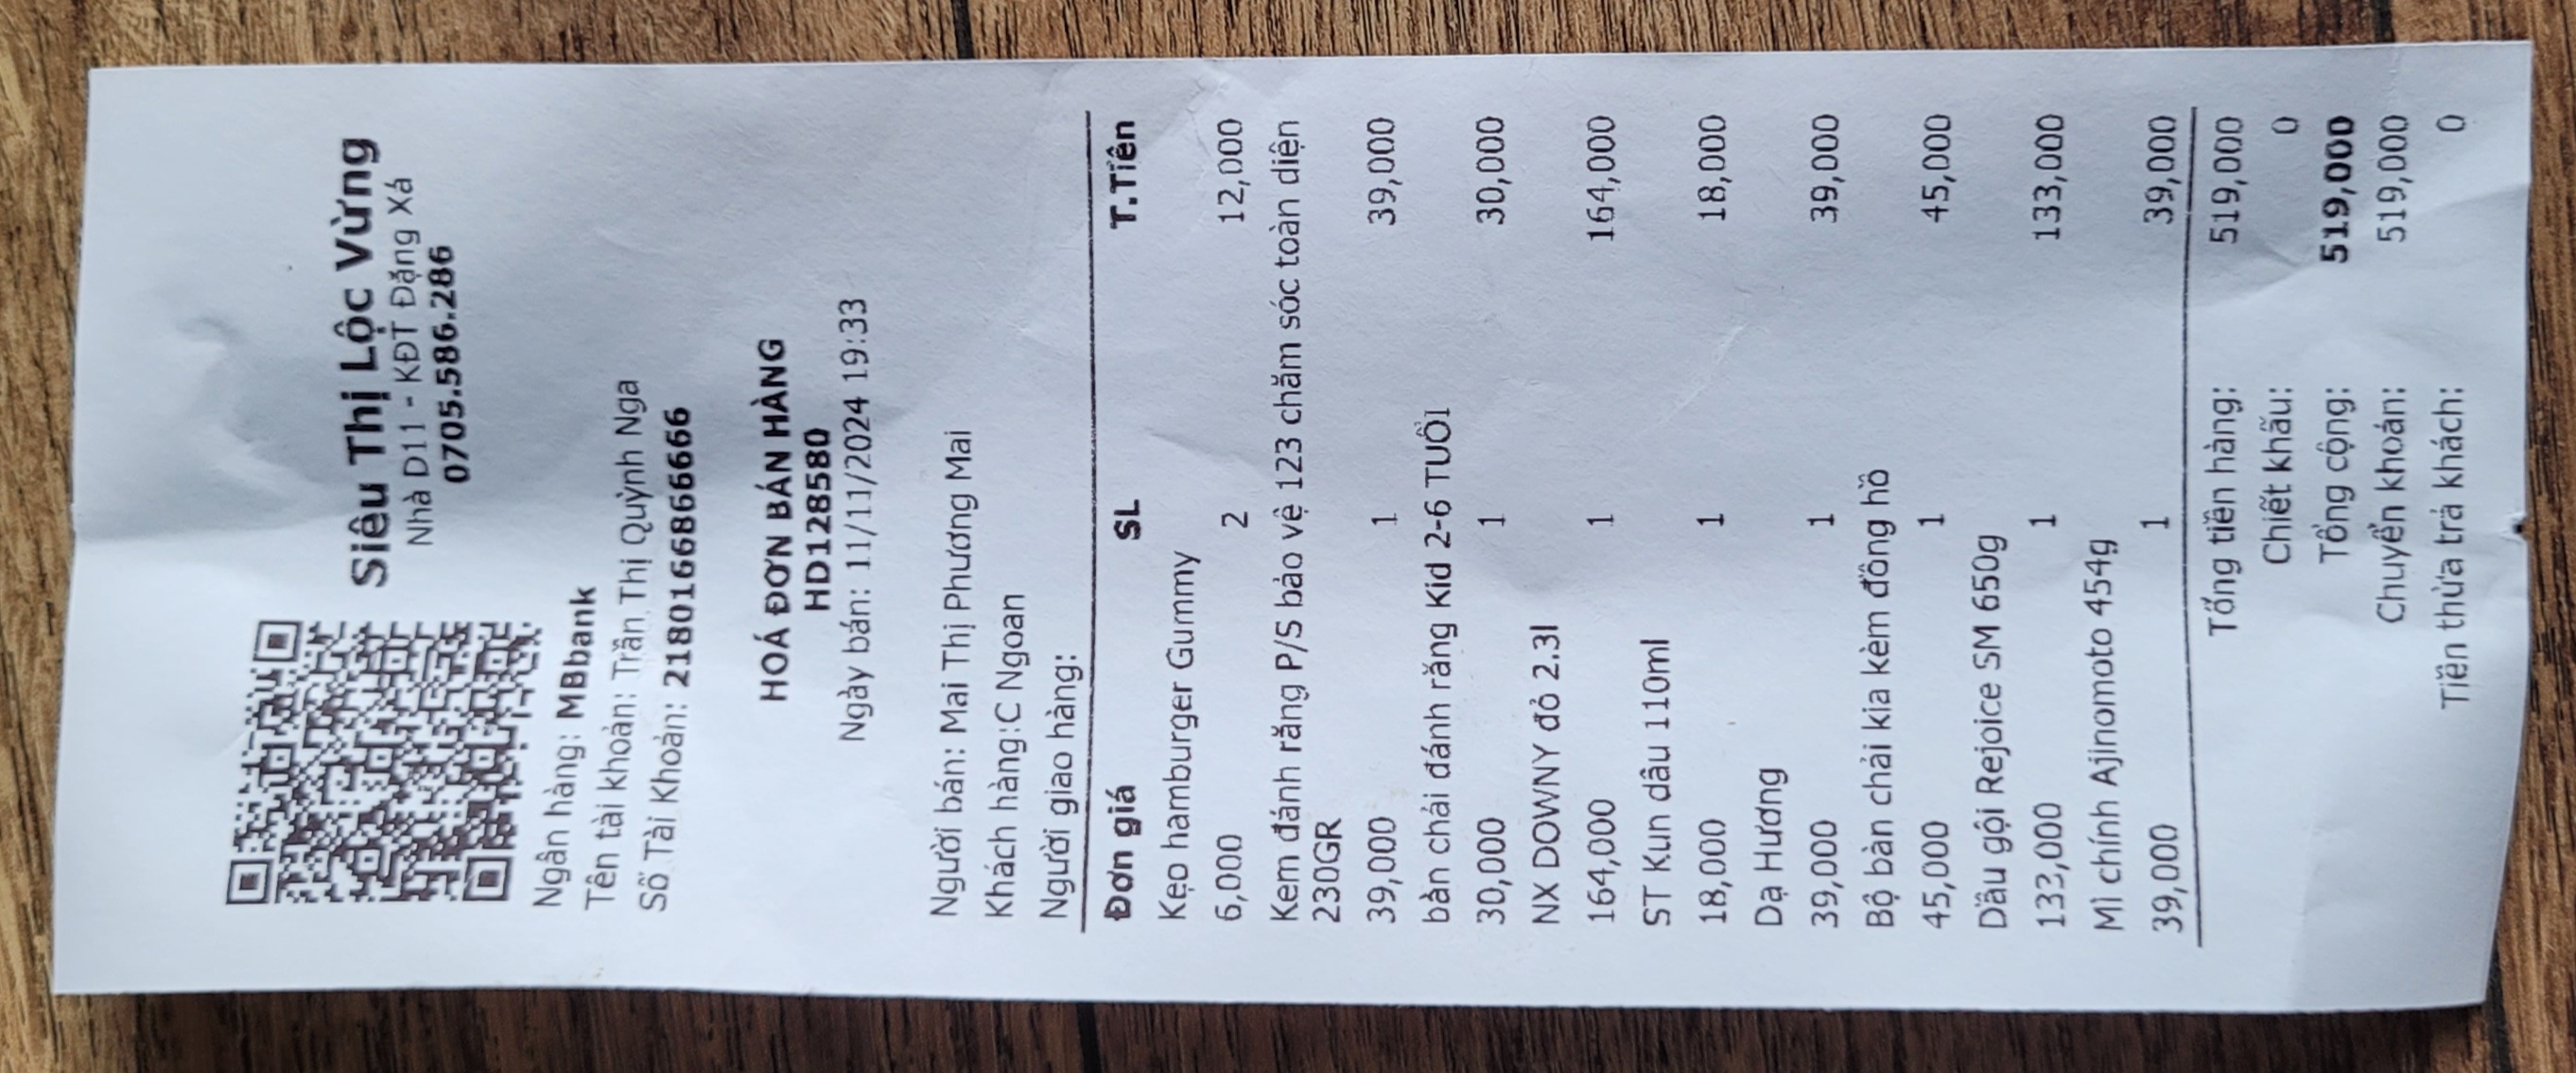 Siêu Thị Lộc Vừng
Nhà D11 - KĐT Đặng Xá
0705.586.286
Ngân hàng: MBbank
Tên tài khoản: Trần Thị Quỳnh Nga
Số Tài Khoản: 2180166866666
HOÁ ĐƠN BÁN HÀNG
HD128580
Ngày bán: 11/11/2024 19:33
Người bán: Mai Thị Phương Mai
Khách hàng:C Ngoan
Người giao hàng:
Đơn giá SL T.Tiền
Kẹo hamburger Gummy
6,000 2 12,000
Kem đánh răng P/S bảo vệ 123 chăm sóc toàn diện
230GR
39,000 1 39,000
bàn chải đánh răng Kid 2-6 TUỔI
30,000 1 30,000
NX DOWNY đỏ 2.3l
164,000 1 164,000
ST Kun dâu 110ml
18,000 1 18,000
Dạ Hương
39,000 1 39,000
Bộ bàn chải kia kèm đồng hồ
45,000 1 45,000
Dầu gội Rejoice SM 650g
133,000 1 133,000
Mì chính Ajinomoto 454g
39,000 1 39,000
Tổng tiền hàng: 519,000
Chiết khấu: 0
Tổng cộng: 519,000
Chuyển khoản: 519,000
Tiền thừa trả khách: 0